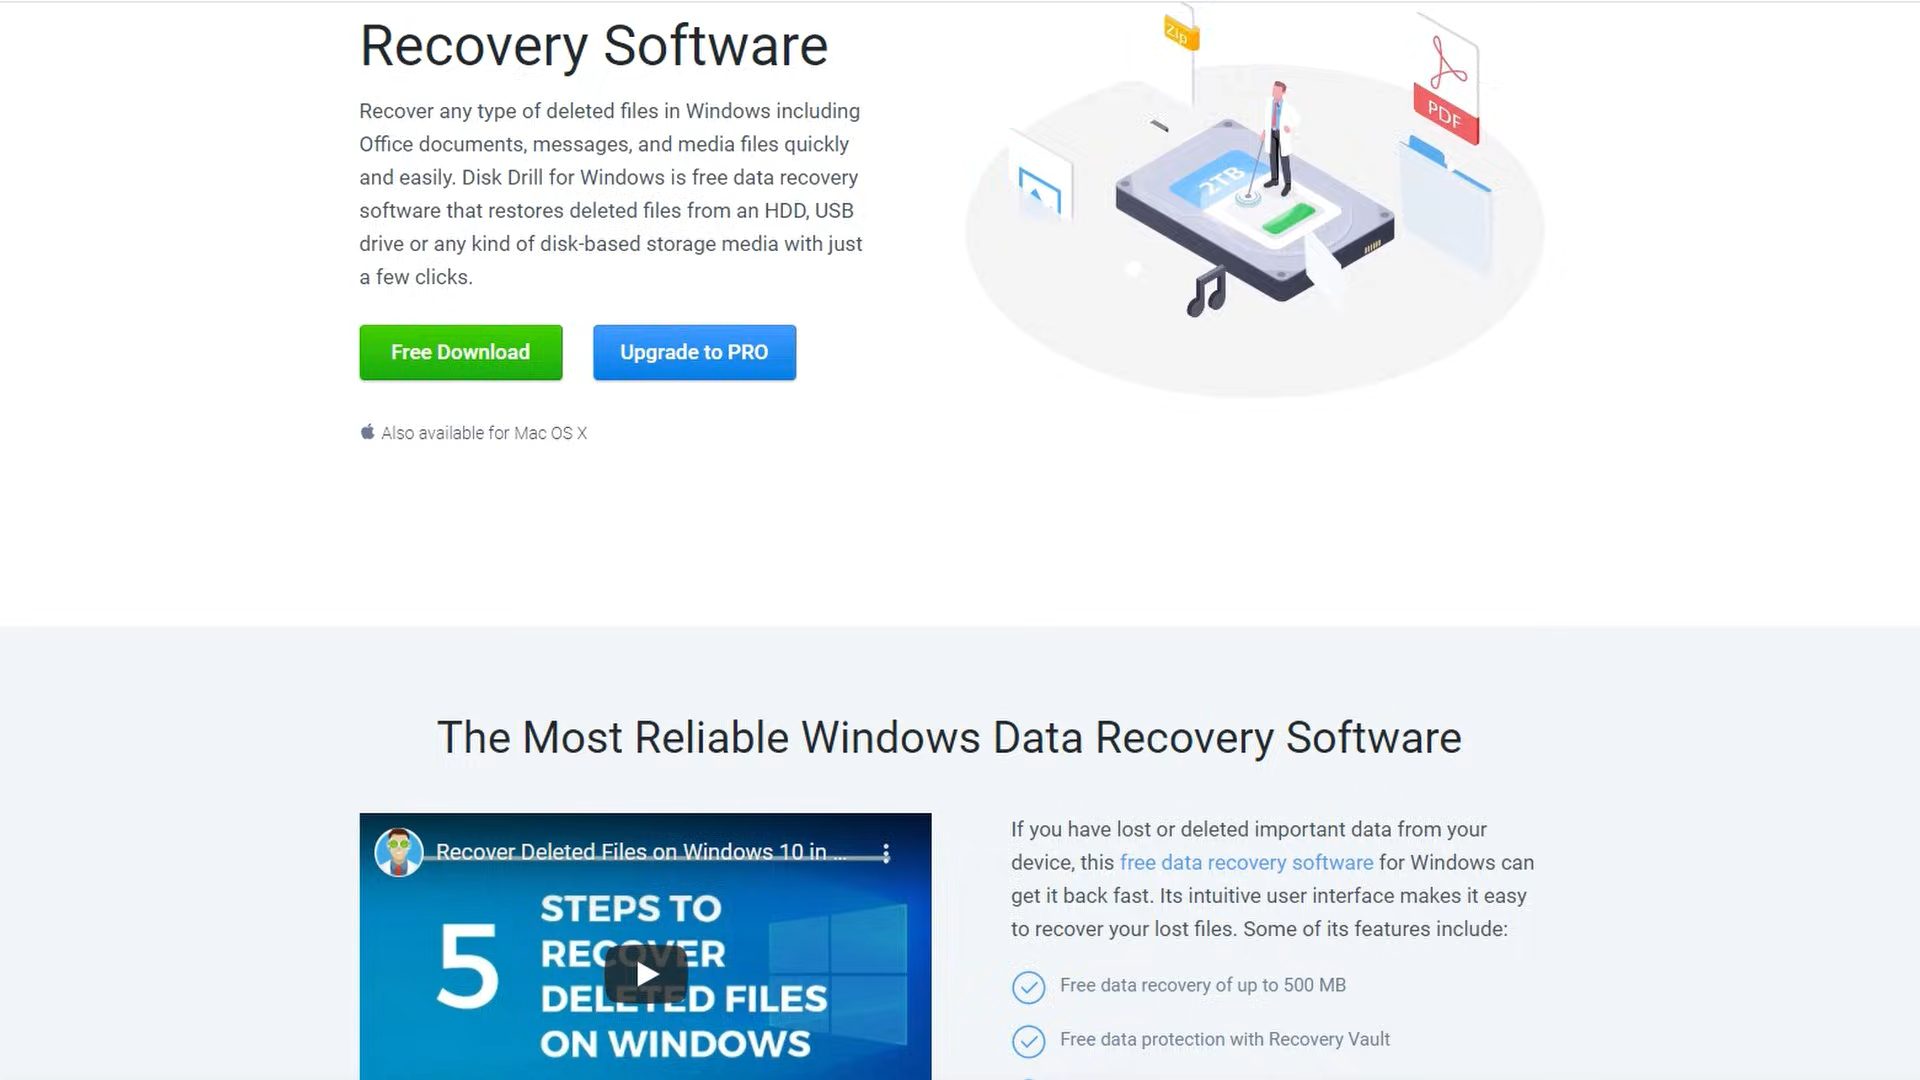 Recovery Software
Recover any type of deleted files in Windows including
Office documents, messages, and media files quickly
and easily. Disk Drill for Windows is free data recovery
software that restores deleted files from an HDD, USB
drive or any kind of disk-based storage media with just
a few clicks.
Free Download
Upgrade to PRO
Also available for Mac OS X
Zip
PDF
2TB
The Most Reliable Windows Data Recovery Software
Recover Deleted Files on Windows 10 in ...
5
STEPS TO
RECOVER
DELETED FILES
ON WINDOWS
If you have lost or deleted important data from your
device, this free data recovery software for Windows can
get it back fast. Its intuitive user interface makes it easy
to recover your lost files. Some of its features include:
Free data recovery of up to 500 MB
Free data protection with Recovery Vault